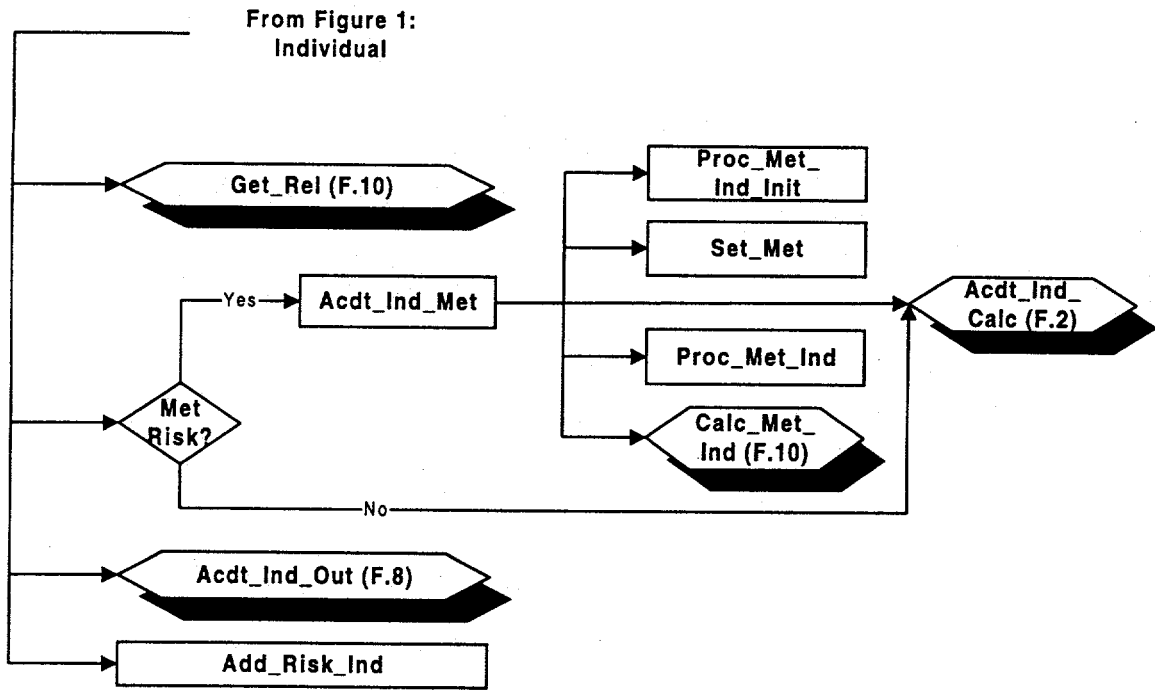 From Figure 1:
Individual
Get_Rel (F.10)
Proc_Met_
Ind_Init
Set_Met
Yes
Acdt_Ind_Met
Acdt_Ind_
Calc (F.2)
Proc_Met_Ind
Met
Risk?
Calc_Met_
Ind (F.10)
No
Acdt_Ind_Out (F.8)
Add_Risk_Ind